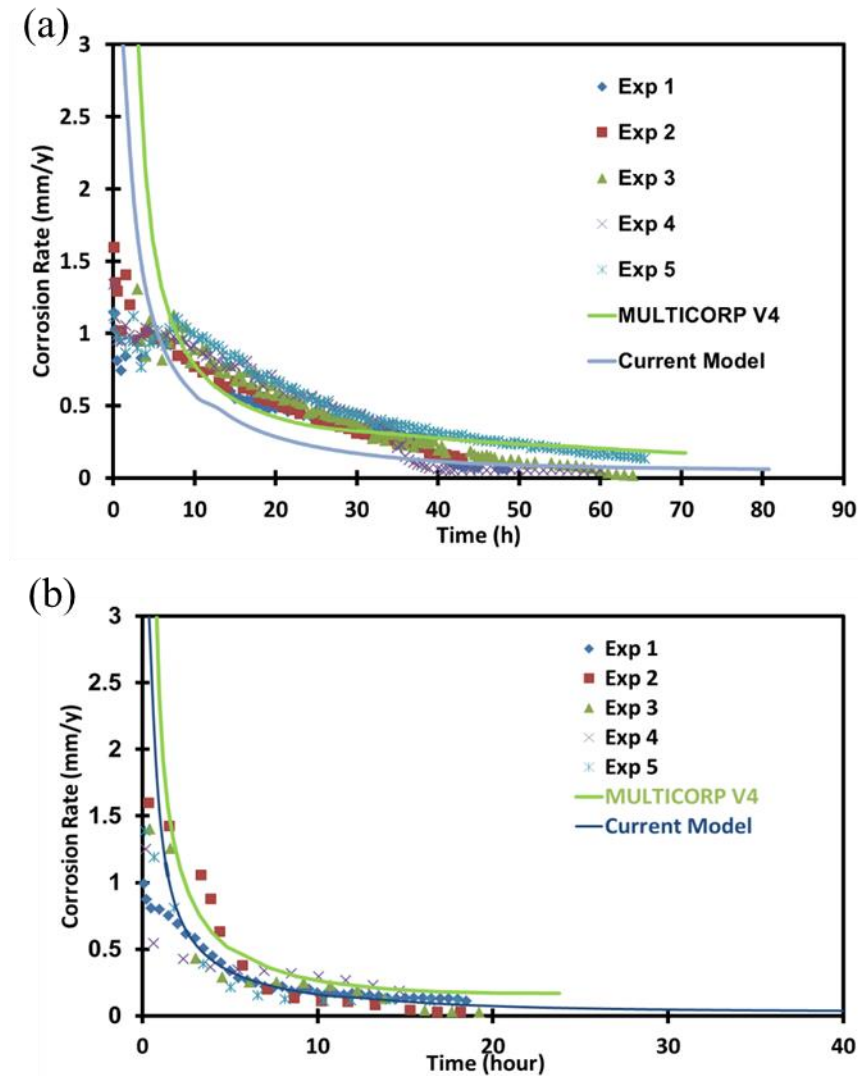 (a)
3
2.5
2
1.5
1
0.5
0
Corrosion Rate (mm/y)
Exp 1
Exp 2
Exp 3
Exp 4
Exp 5
MULTICORP V4
Current Model
0 10 20 30 40 50 60 70 80 90
Time (h)
(b)
3
2.5
2
1.5
1
0.5
0
Corrosion Rate (mm/y)
Exp 1
Exp 2
Exp 3
Exp 4
Exp 5
MULTICORP V4
Current Model
0 10 20 30 40
Time (hour)